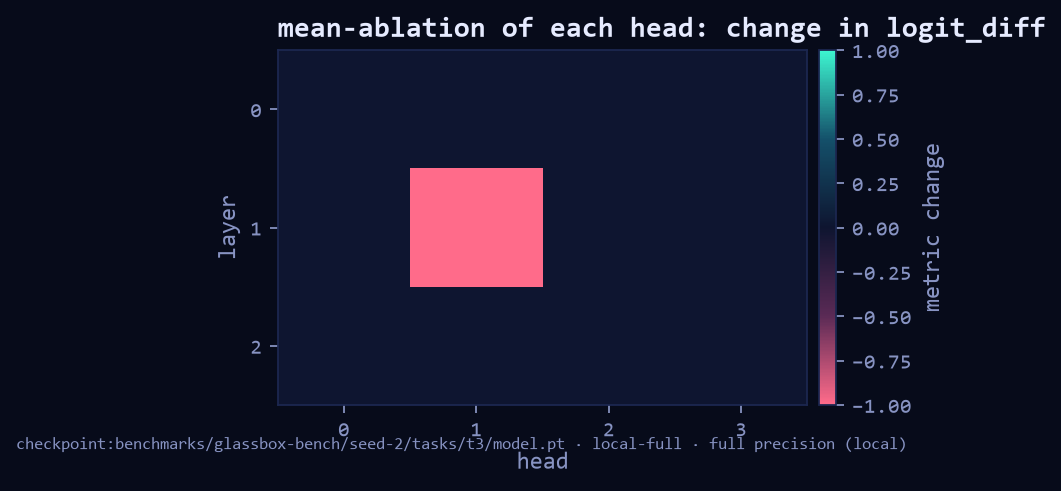 mean-ablation of each head: change in logit_diff
layer
0
1
2
0 1 2 3
head
1.00
0.75
0.50
0.25
0.00
−0.25
−0.50
−0.75
−1.00
metric change
checkpoint:benchmarks/glassbox-bench/seed-2/tasks/t3/model.pt · local-full · full precision (local)